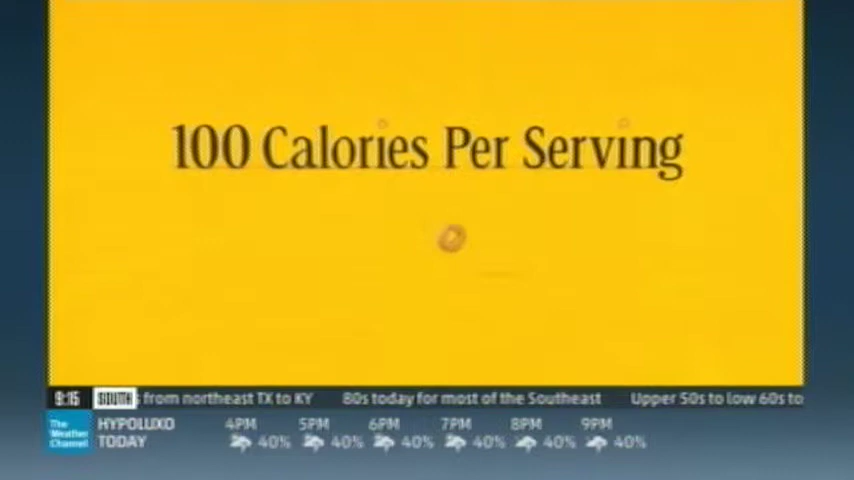 100 Calories Per Serving
9:15 SOUTH from northeast TX to KY 80s today for most of the Southeast Upper 50s to low 60s to
The Weather Channel
HYPOLUXO TODAY
4PM 5PM 6PM 7PM 8PM 9PM
40% 40% 40% 40% 40% 40%